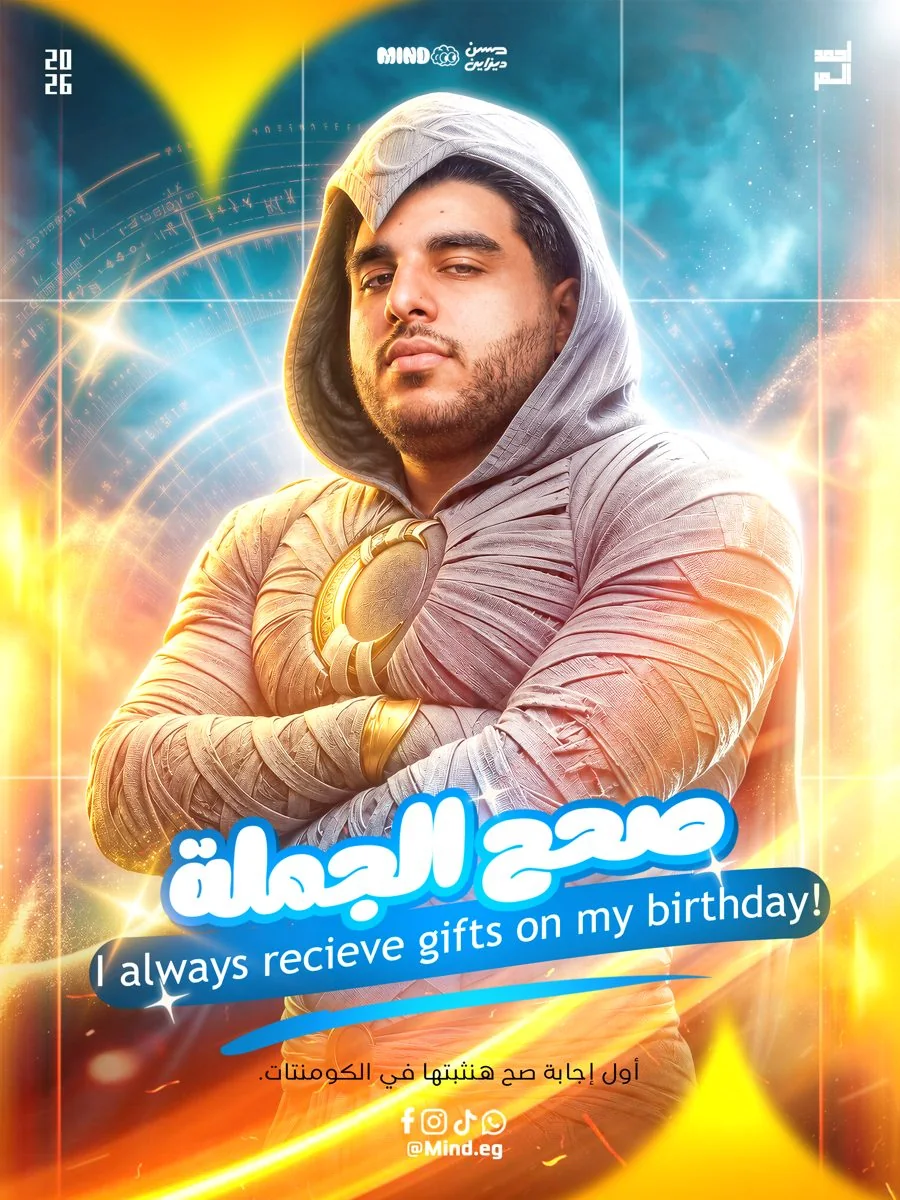 20
26
MIND
حسن
ديزاين
صحح الجملة
I always recieve gifts on my birthday!
أول إجابة صح هنثبتها في الكومنتات.
@Mind.eg